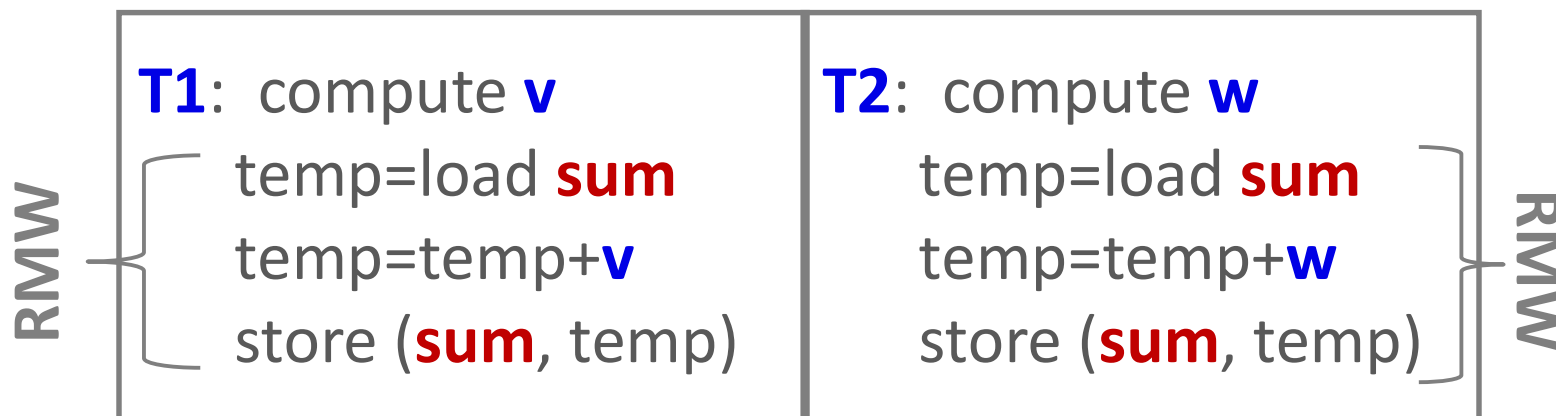 RMW
T1: compute v
temp=load sum
temp=temp+v
store (sum, temp)
T2: compute w
temp=load sum
temp=temp+w
store (sum, temp)
RMW